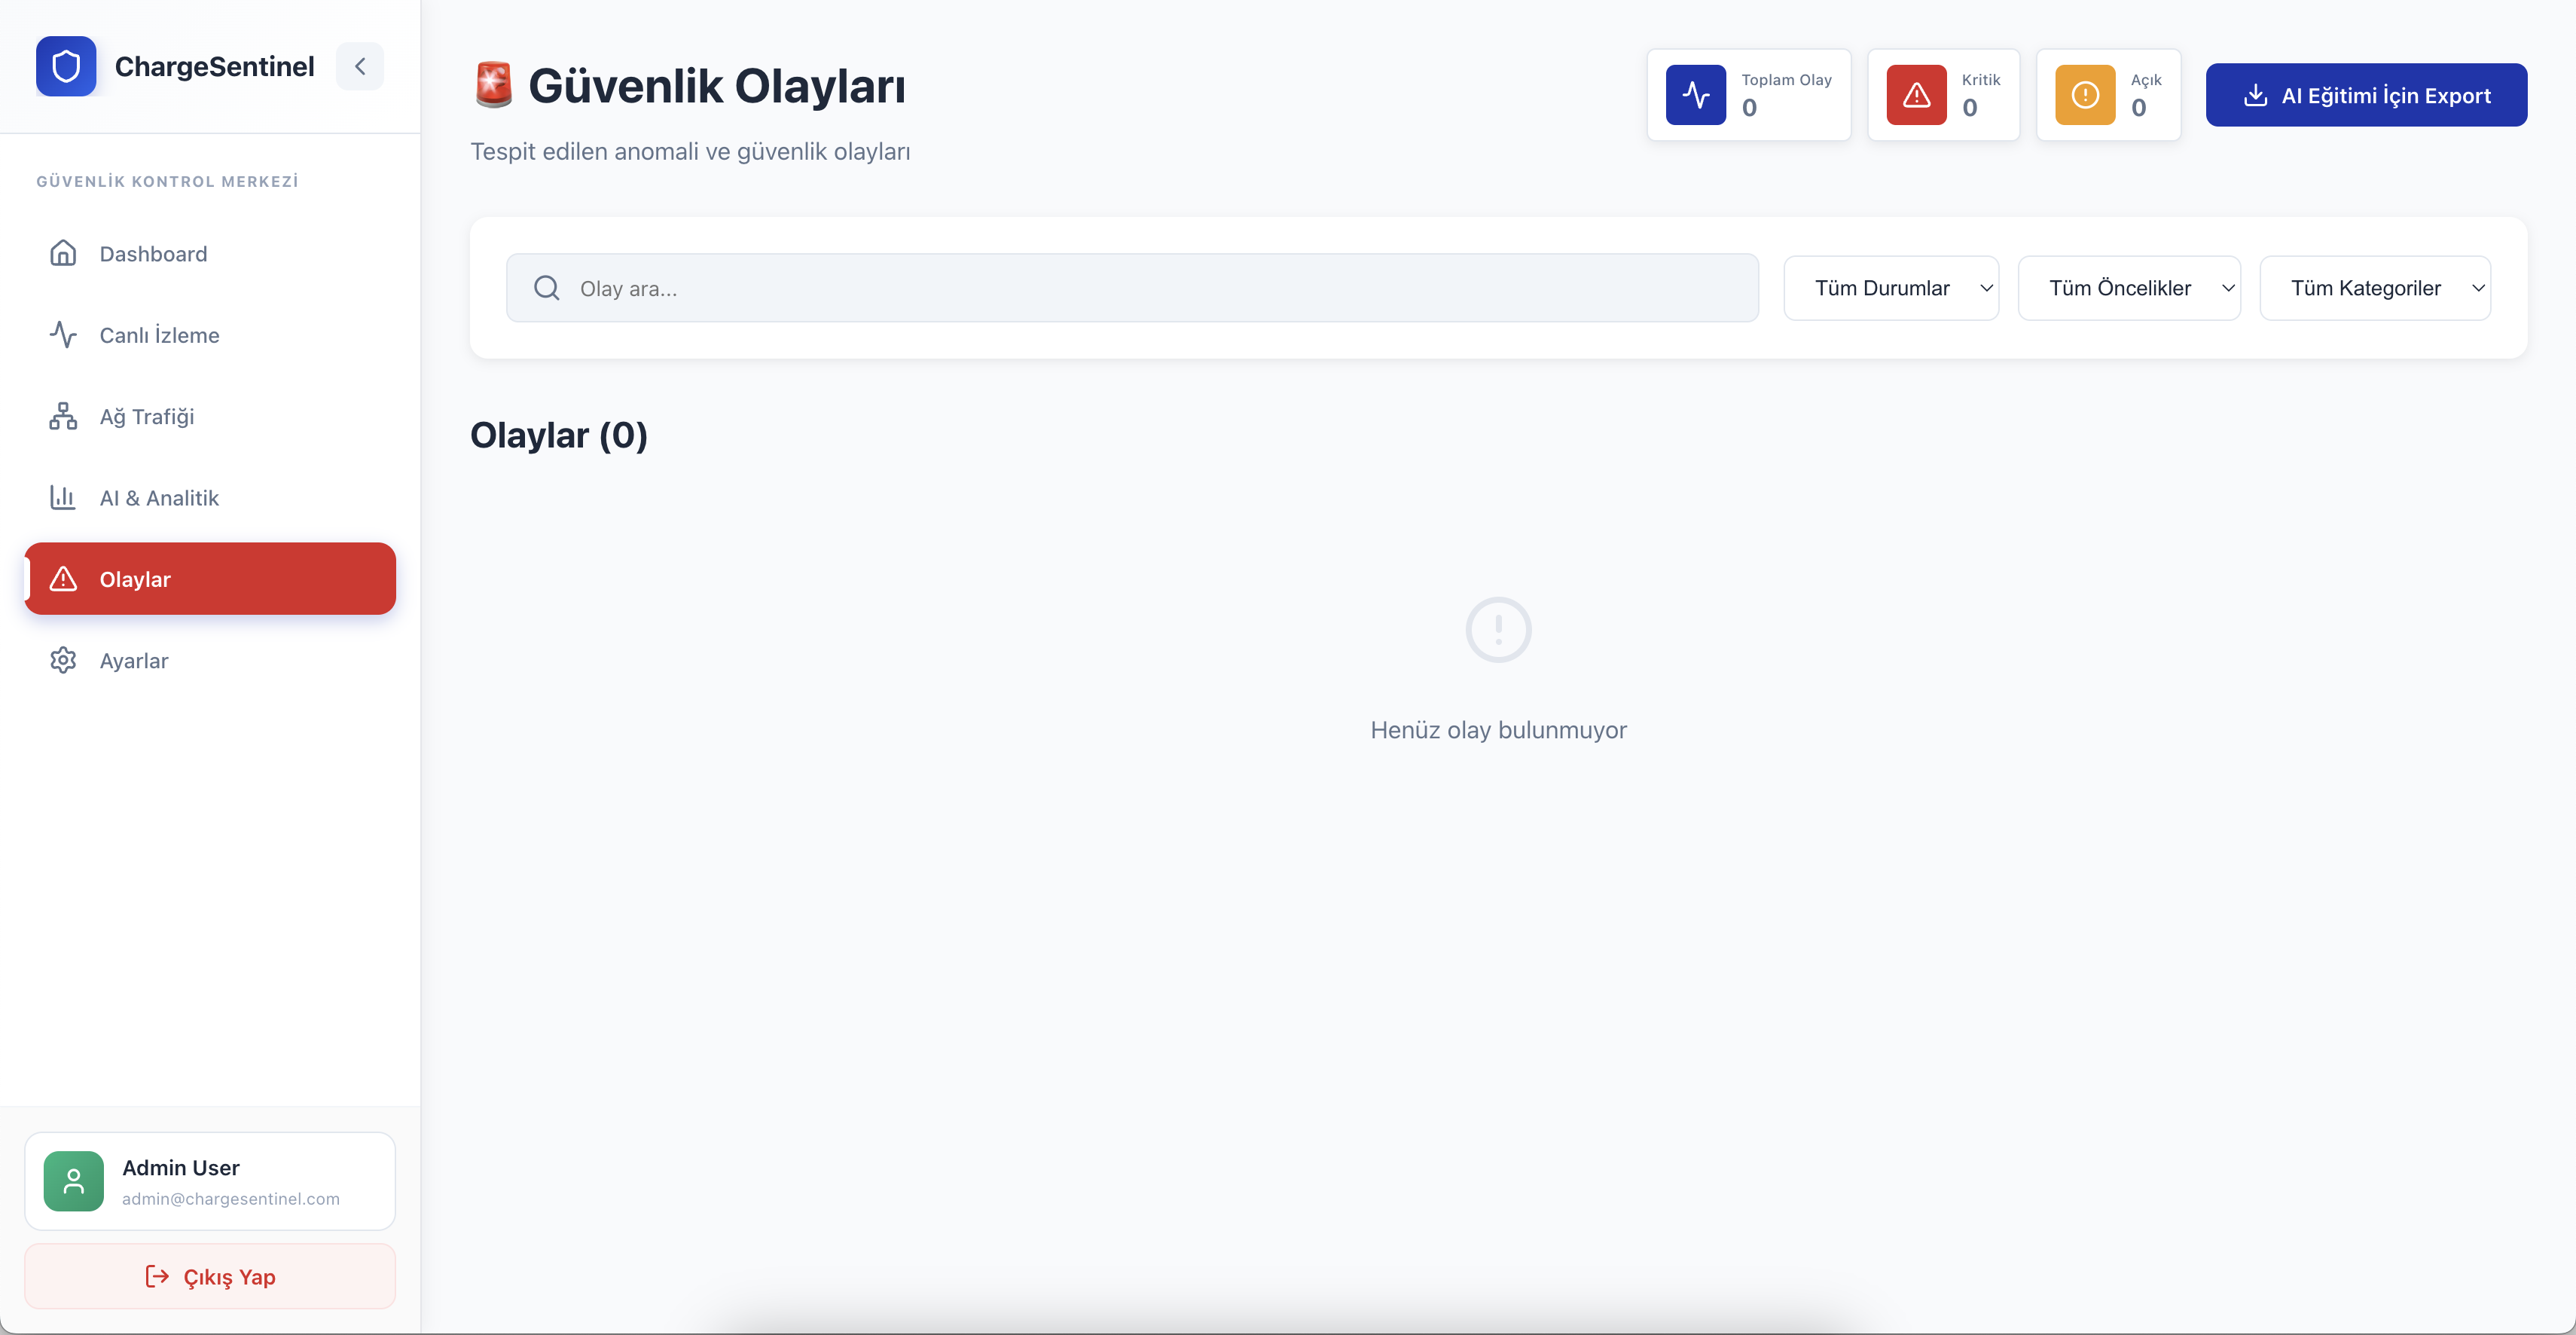 ChargeSentinel
GÜVENLİK KONTROL MERKEZİ
Dashboard
Canlı İzleme
Ağ Trafiği
AI & Analitik
Olaylar
Ayarlar
Admin User
admin@chargesentinel.com
Çıkış Yap
🚨 Güvenlik Olayları
Tespit edilen anomali ve güvenlik olayları
Toplam Olay
0
Kritik
0
Açık
0
AI Eğitimi İçin Export
Olay ara...
Tüm Durumlar
Tüm Öncelikler
Tüm Kategoriler
Olaylar (0)
Henüz olay bulunmuyor